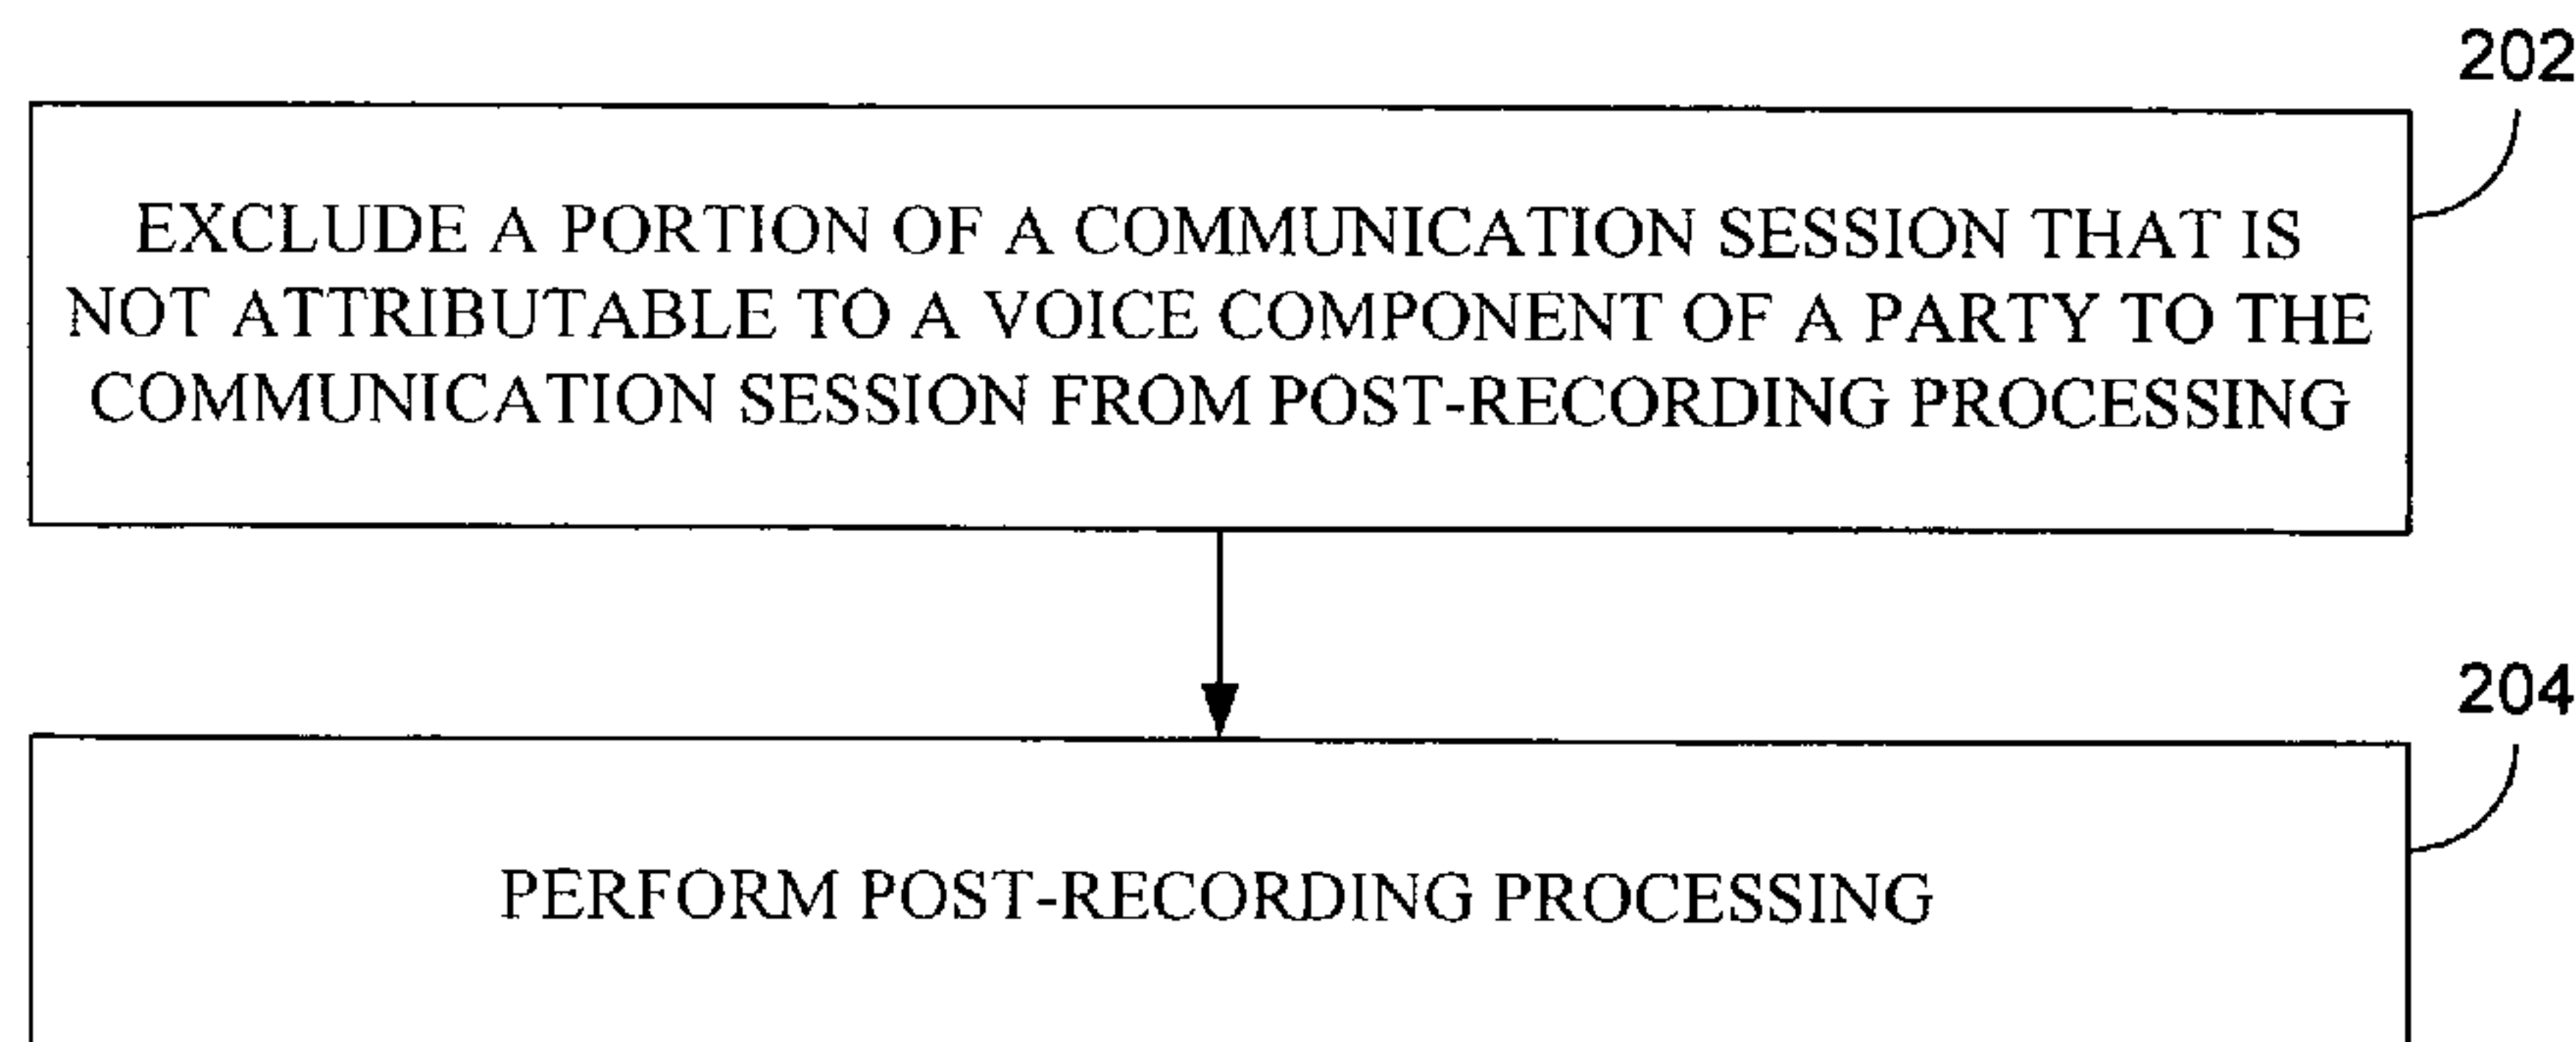 202
EXCLUDE A PORTION OF A COMMUNICATION SESSION THAT IS
NOT ATTRIBUTABLE TO A VOICE COMPONENT OF A PARTY TO THE
COMMUNICATION SESSION FROM POST-RECORDING PROCESSING
204
PERFORM POST-RECORDING PROCESSING